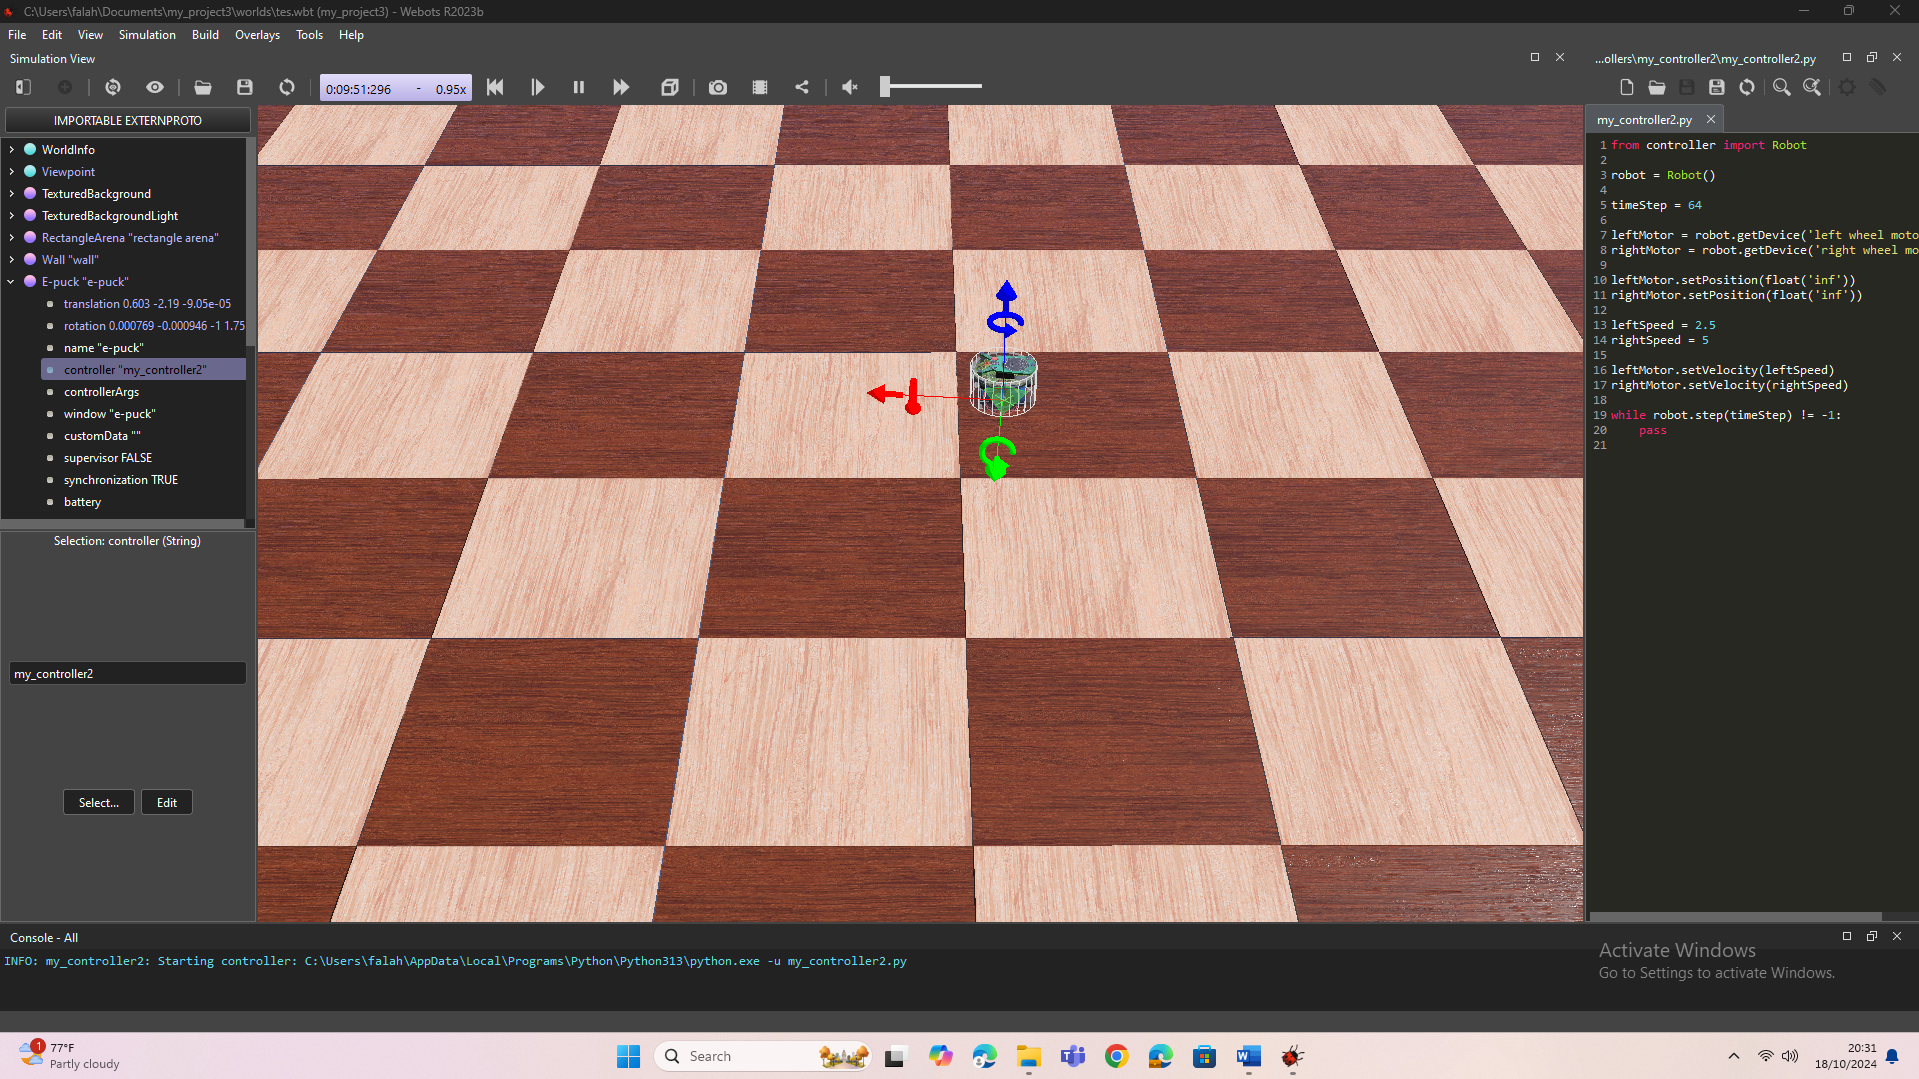 C:\Users\falah\Documents\my_project3\worlds\tes.wbt (my_project3) - Webots R2023b
File Edit View Simulation Build Overlays Tools Help
Simulation View
0:09:51:296 - 0.95x
IMPORTABLE EXTERNPROTO
WorldInfo
Viewpoint
TexturedBackground
TexturedBackgroundLight
RectangleArena "rectangle arena"
Wall "wall"
E-puck "e-puck"
translation 0.603 -2.19 -9.05e-05
rotation 0.000769 -0.000946 -1 1.75
name "e-puck"
controller "my_controller2"
controllerArgs
window "e-puck"
customData ""
supervisor FALSE
synchronization TRUE
battery
Selection: controller (String)
my_controller2
Select... Edit
...ollers\my_controller2\my_controller2.py
my_controller2.py
1 from controller import Robot
2
3 robot = Robot()
4
5 timeStep = 64
6
7 leftMotor = robot.getDevice('left wheel moto
8 rightMotor = robot.getDevice('right wheel mo
9
10 leftMotor.setPosition(float('inf'))
11 rightMotor.setPosition(float('inf'))
12
13 leftSpeed = 2.5
14 rightSpeed = 5
15
16 leftMotor.setVelocity(leftSpeed)
17 rightMotor.setVelocity(rightSpeed)
18
19 while robot.step(timeStep) != -1:
20 pass
21
Console - All
INFO: my_controller2: Starting controller: C:\Users\falah\AppData\Local\Programs\Python\Python313\python.exe -u my_controller2.py
Activate Windows
Go to Settings to activate Windows.
1
77°F
Partly cloudy
Search
20:31
18/10/2024